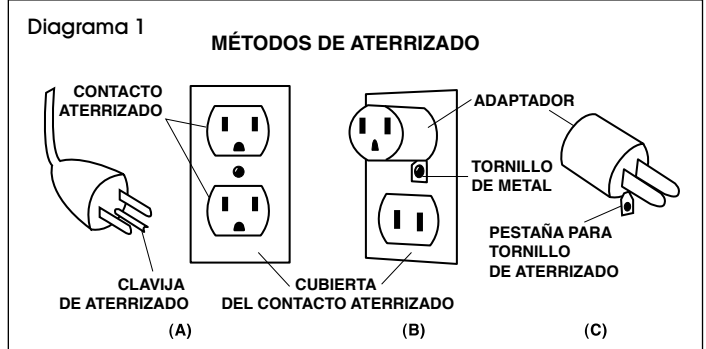 Diagrama 1
MÉTODOS DE ATERRIZADO
CONTACTO
ATERRIZADO
ADAPTADOR
TORNILLO
DE METAL
PESTAÑA PARA
TORNILLO
DE ATERRIZADO
CLAVIJA
DE ATERRIZADO
CUBIERTA
DEL CONTACTO ATERRIZADO
(A)
(B)
(C)